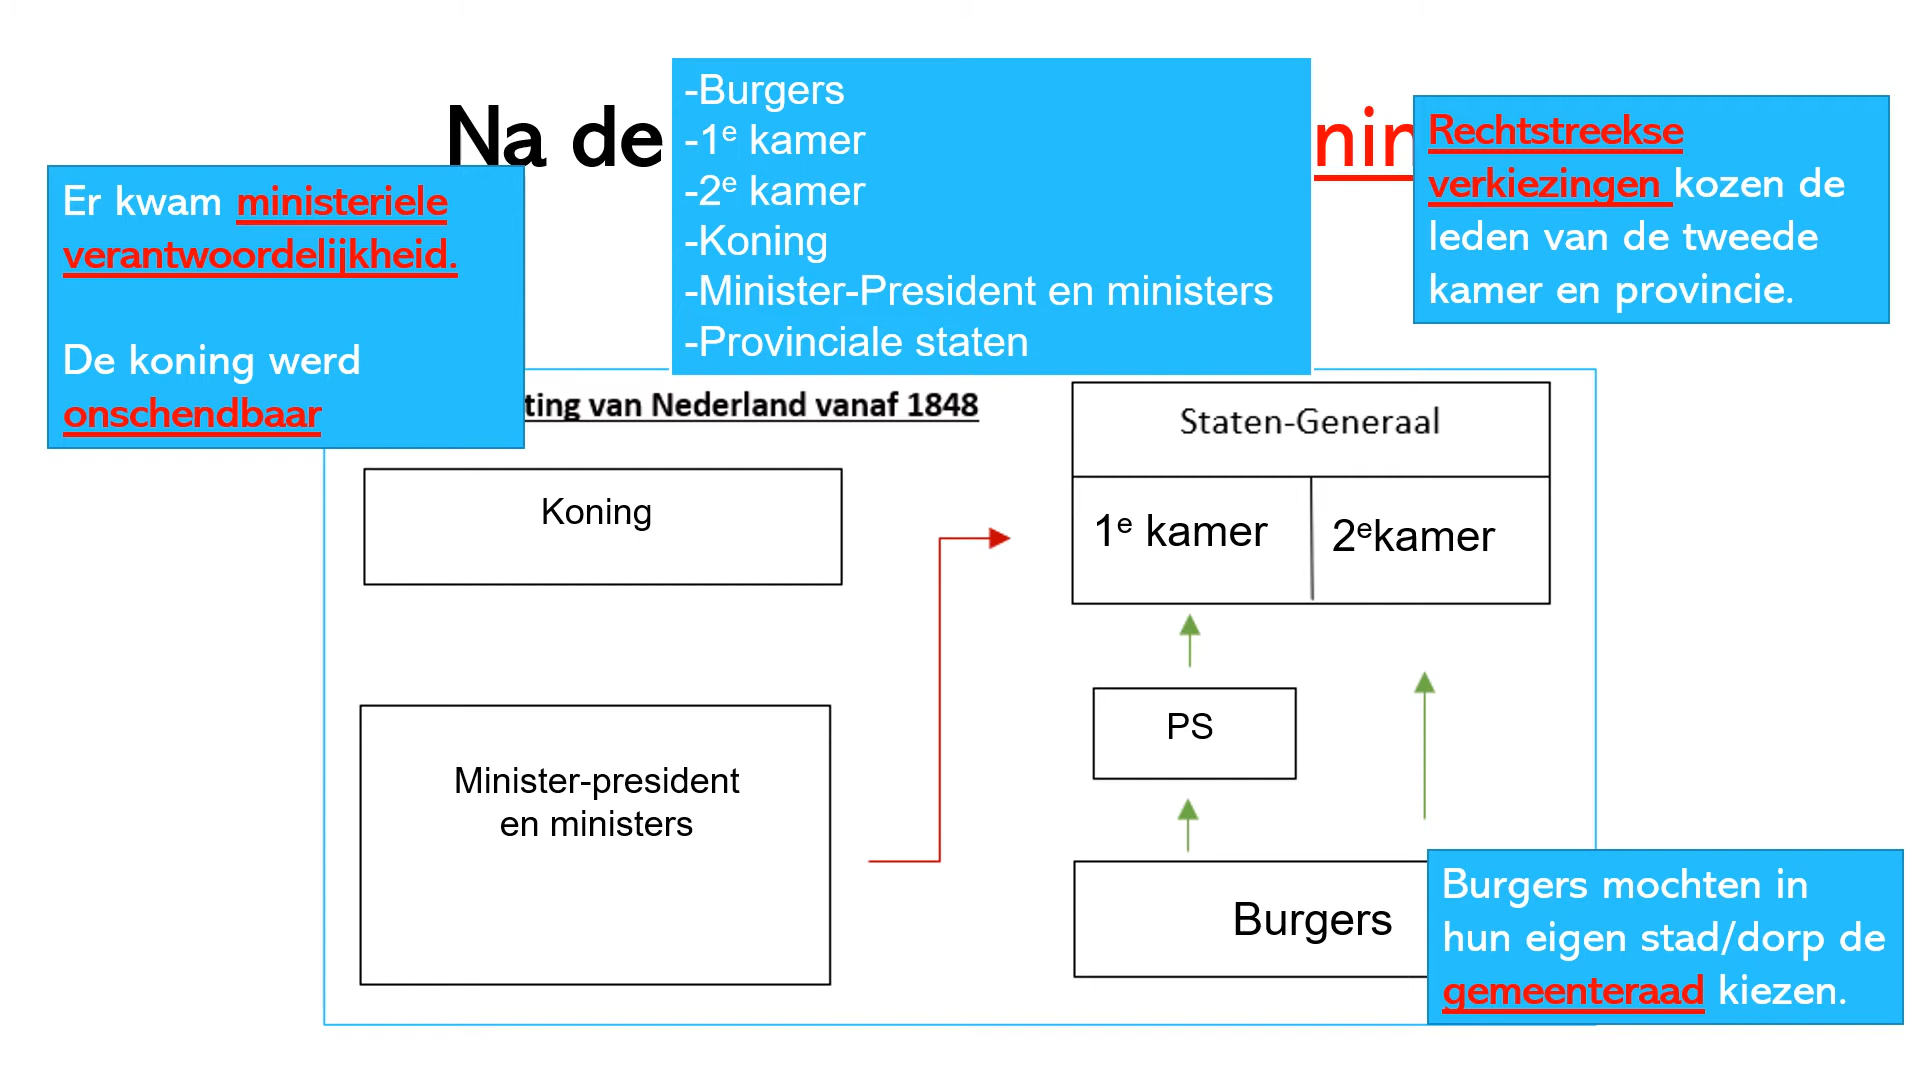 Na de
-Burgers
-1e kamer
-2e kamer
-Koning
-Minister-President en ministers
-Provinciale staten
Rechtstreekse
verkiezingen kozen de
leden van de tweede
kamer en provincie.
Er kwam ministeriele
verantwoordelijkheid.
De koning werd
onschendbaar
ting van Nederland vanaf 1848
Staten-Generaal
Koning
1e kamer
2ekamer
PS
Minister-president
en ministers
Burgers
Burgers mochten in
hun eigen stad/dorp de
gemeenteraad kiezen.